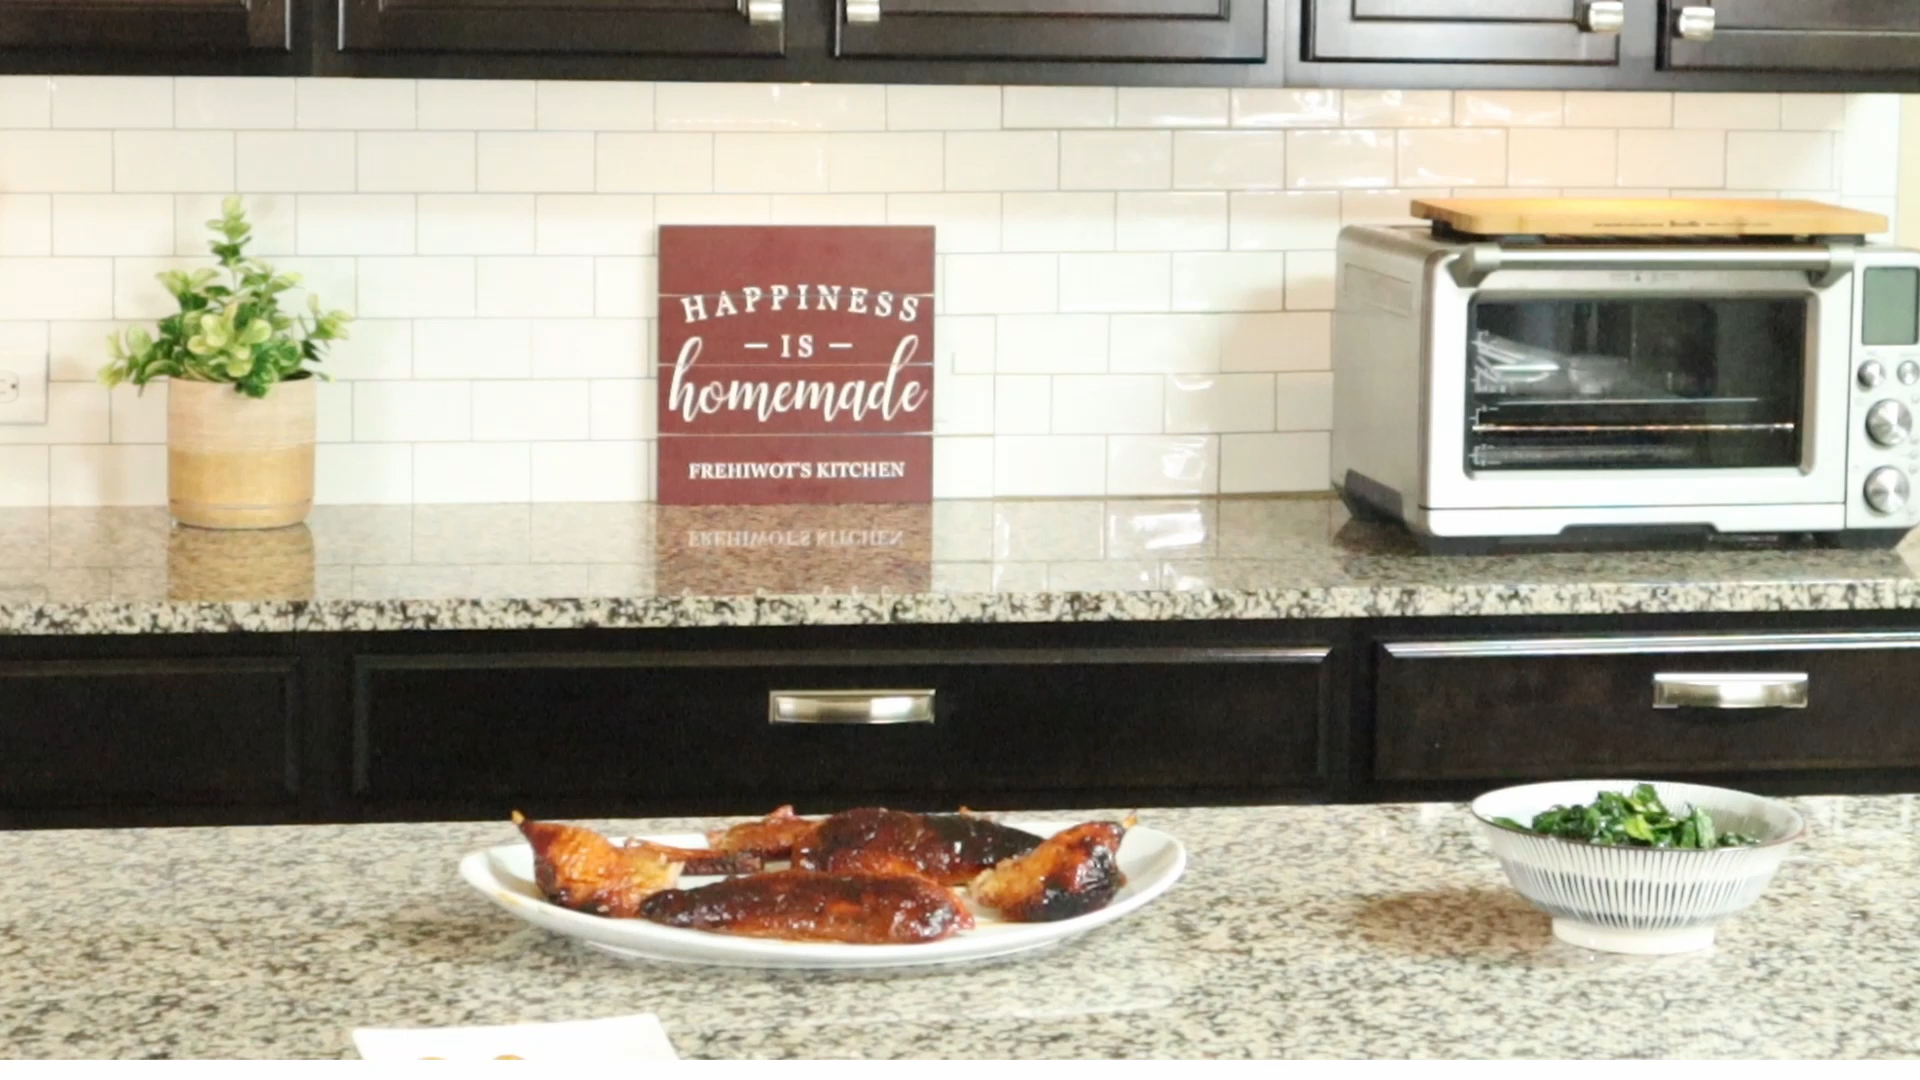 HAPPINESS
– IS –
homemade
FREHIWOT'S KITCHEN